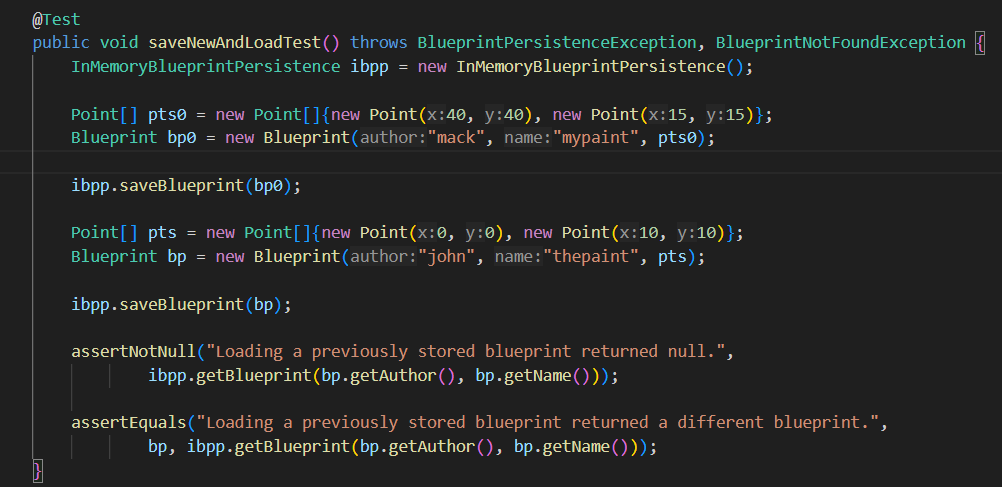 @Test
public void saveNewAndLoadTest() throws BlueprintPersistenceException, BlueprintNotFoundException {
InMemoryBlueprintPersistence ibpp = new InMemoryBlueprintPersistence();
Point[] pts0 = new Point[]{new Point(x:40, y:40), new Point(x:15, y:15)};
Blueprint bp0 = new Blueprint(author:"mack", name:"mypaint", pts0);
ibpp.saveBlueprint(bp0);
Point[] pts = new Point[]{new Point(x:0, y:0), new Point(x:10, y:10)};
Blueprint bp = new Blueprint(author:"john", name:"thepaint", pts);
ibpp.saveBlueprint(bp);
assertNotNull("Loading a previously stored blueprint returned null.",
ibpp.getBlueprint(bp.getAuthor(), bp.getName()));
assertEquals("Loading a previously stored blueprint returned a different blueprint.",
bp, ibpp.getBlueprint(bp.getAuthor(), bp.getName()));
}